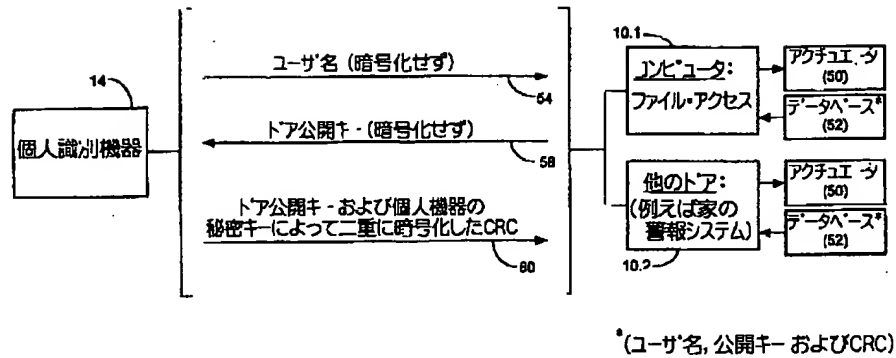 14
個人識別機器
ユーザ名(暗号化せず)
54
ドア公開キー(暗号化せず)
58
ドア公開キーおよび個人機器の
秘密キーによって二重に暗号化したCRC
60
10.1
コンピュータ:
ファイル・アクセス
アクチュエータ
(50)
データベース*
(52)
他のドア:
(例えば家の
警報システム)
10.2
アクチュエータ
(50)
データベース*
(52)
*(ユーザ名,公開キーおよびCRC)